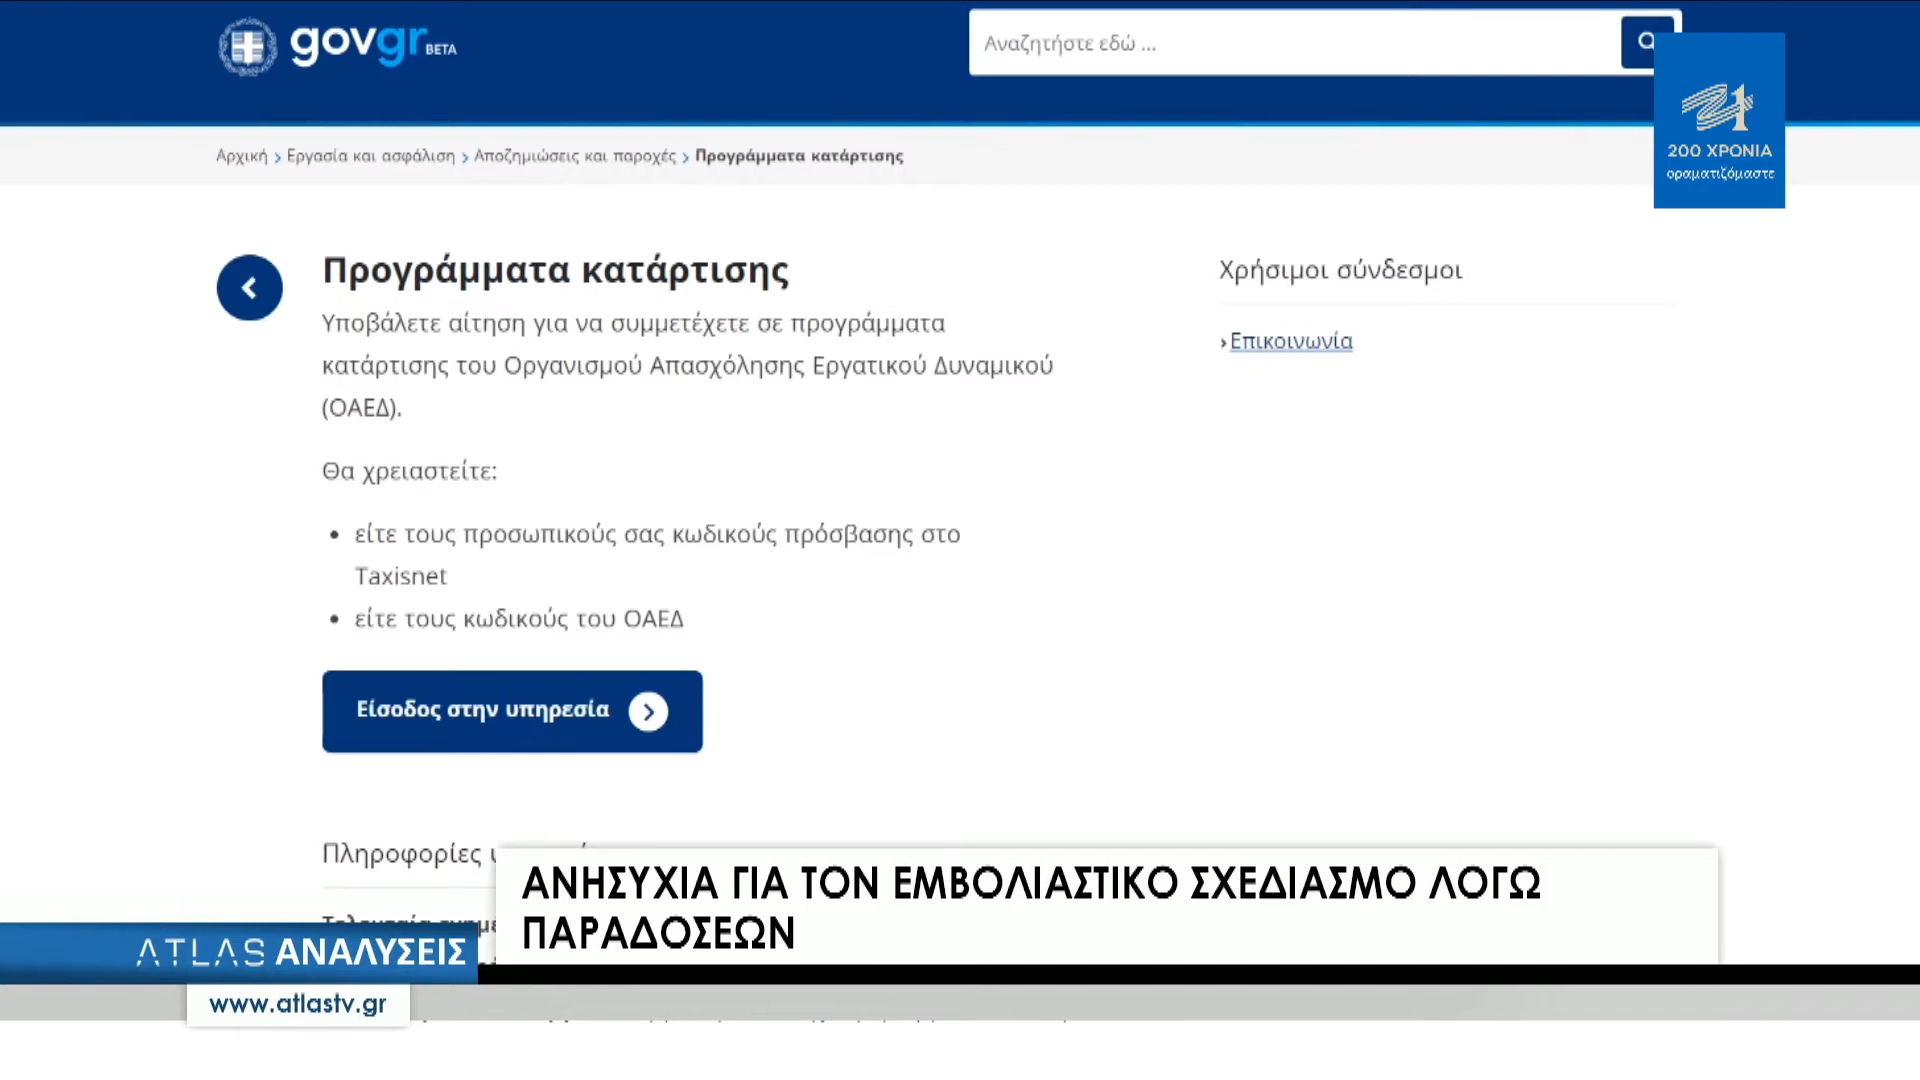 govgr BETA
Αναζητήστε εδώ ...
21
200 ΧΡΟΝΙΑ
οραματιζόμαστε
Αρχική > Εργασία και ασφάλιση > Αποζημιώσεις και παροχές > Προγράμματα κατάρτισης
Προγράμματα κατάρτισης
Υποβάλετε αίτηση για να συμμετέχετε σε προγράμματα
κατάρτισης του Οργανισμού Απασχόλησης Εργατικού Δυναμικού
(ΟΑΕΔ).
Θα χρειαστείτε:
• είτε τους προσωπικούς σας κωδικούς πρόσβασης στο
Taxisnet
• είτε τους κωδικούς του ΟΑΕΔ
Είσοδος στην υπηρεσία
Χρήσιμοι σύνδεσμοι
›Επικοινωνία
Πληροφορίες
ΑΝΗΣΥΧΙΑ ΓΙΑ ΤΟΝ ΕΜΒΟΛΙΑΣΤΙΚΟ ΣΧΕΔΙΑΣΜΟ ΛΟΓΩ
ΠΑΡΑΔΟΣΕΩΝ
ATLAS ΑΝΑΛΥΣΕΙΣ
www.atlastv.gr